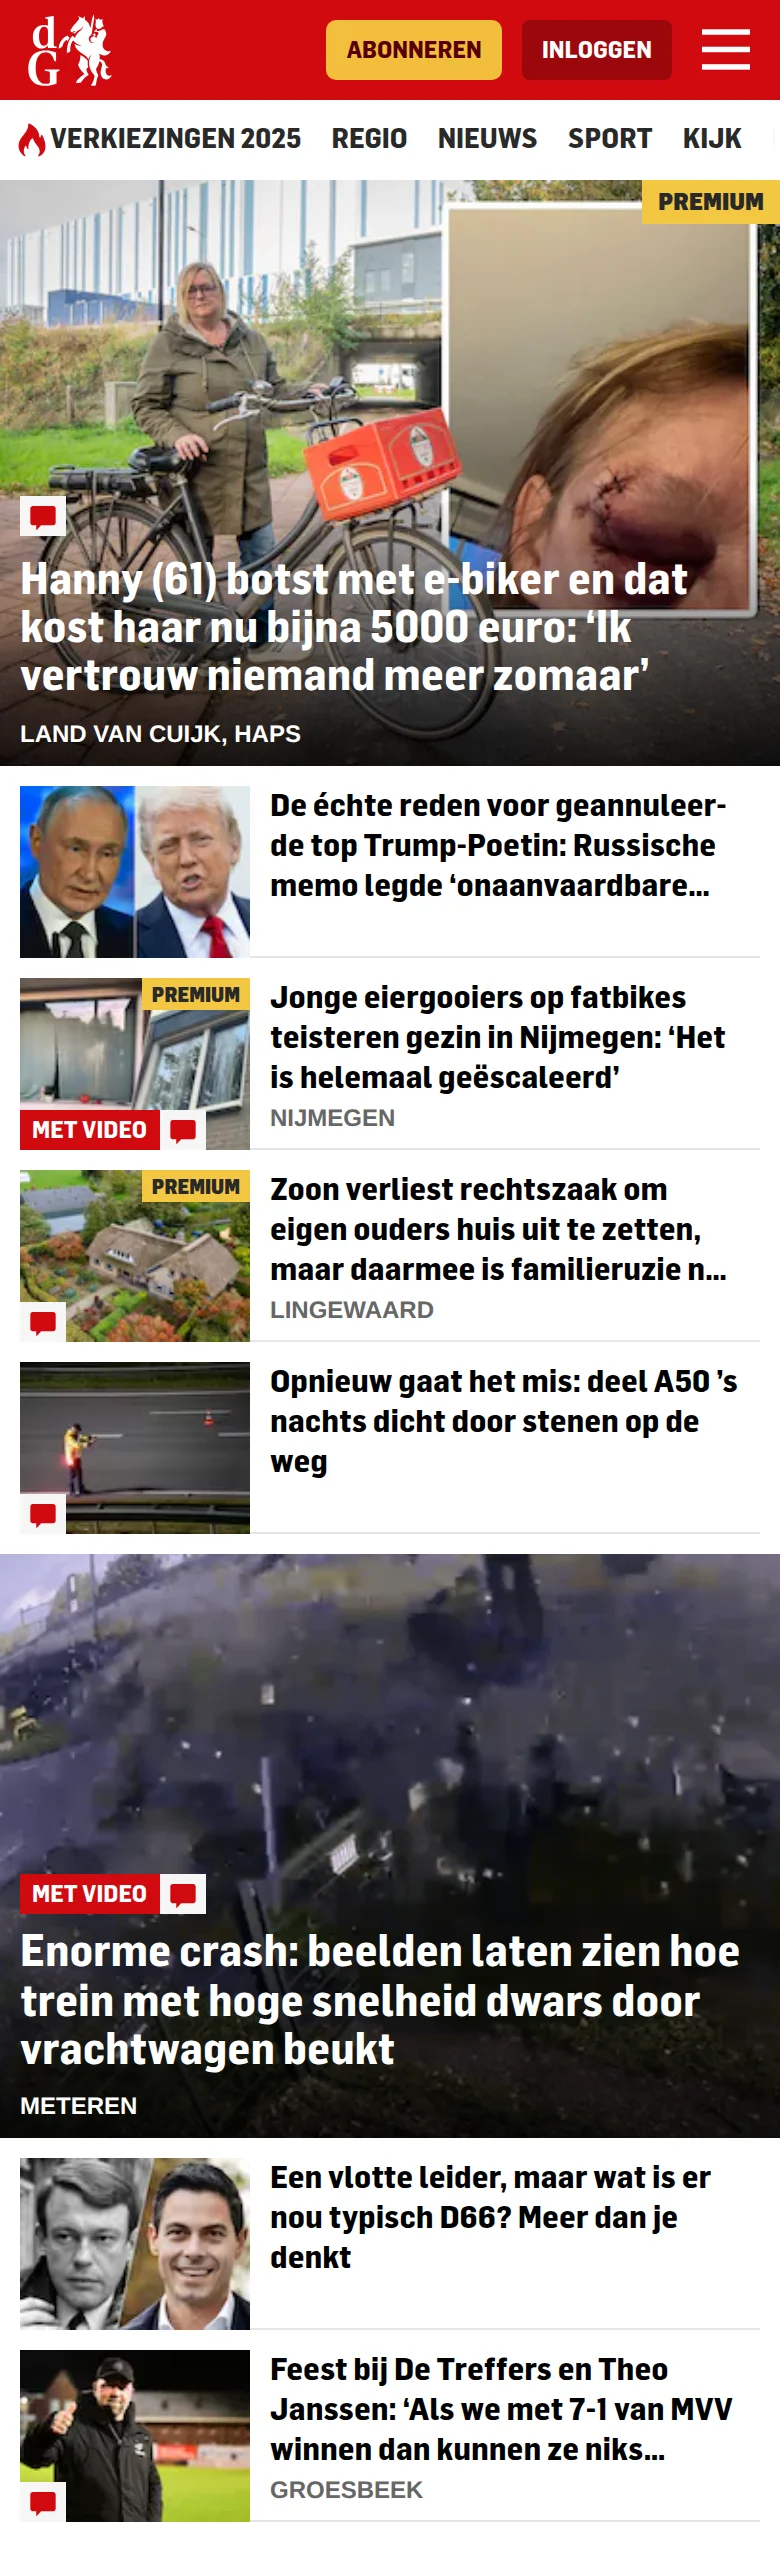 dG
ABONNEREN
INLOGGEN
VERKIEZINGEN 2025
REGIO
NIEUWS
SPORT
KIJK
PREMIUM
Hanny (61) botst met e-biker en dat
kost haar nu bijna 5000 euro: ‘Ik
vertrouw niemand meer zomaar’
LAND VAN CUIJK, HAPS
De échte reden voor geannuleer-
de top Trump-Poetin: Russische
memo legde ‘onaanvaardbare...
PREMIUM
MET VIDEO
Jonge eiergooiers op fatbikes
teisteren gezin in Nijmegen: ‘Het
is helemaal geëscaleerd’
NIJMEGEN
PREMIUM
Zoon verliest rechtszaak om
eigen ouders huis uit te zetten,
maar daarmee is familieruzie n...
LINGEWAARD
Opnieuw gaat het mis: deel A50 ’s
nachts dicht door stenen op de
weg
MET VIDEO
Enorme crash: beelden laten zien hoe
trein met hoge snelheid dwars door
vrachtwagen beukt
METEREN
Een vlotte leider, maar wat is er
nou typisch D66? Meer dan je
denkt
Feest bij De Treffers en Theo
Janssen: ‘Als we met 7-1 van MVV
winnen dan kunnen ze niks...
GROESBEEK